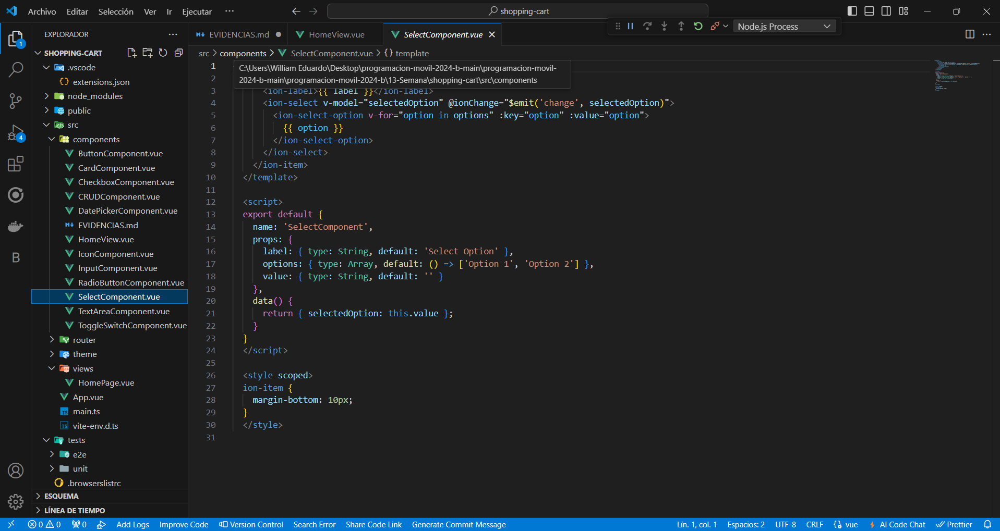 Archivo Editar Selección Ver Ir Ejecutar ···
shopping-cart
Node.js Process
EXPLORADOR
SHOPPING-CART
.vscode
extensions.json
node_modules
public
src
components
ButtonComponent.vue
CardComponent.vue
CheckboxComponent.vue
CRUDComponent.vue
DatePickerComponent.vue
EVIDENCIAS.md
HomeView.vue
IconComponent.vue
InputComponent.vue
RadioButtonComponent.vue
SelectComponent.vue
TextAreaComponent.vue
ToggleSwitchComponent.vue
router
theme
views
HomePage.vue
App.vue
main.ts
vite-env.d.ts
tests
e2e
unit
.browserslistrc
ESQUEMA
LÍNEA DE TIEMPO
1
4
B
EVIDENCIAS.md HomeView.vue SelectComponent.vue
src > components > SelectComponent.vue > {} template
C:\Users\William Eduardo\Desktop\programacion-movil-2024-b-main\programacion-movil-
2024-b-main\programacion-movil-2024-b\13-Semana\shopping-cart\src\components
1
2
3 <ion-label>{{ label }}</ion-label>
4 <ion-select v-model="selectedOption" @ionChange="$emit('change', selectedOption)">
5 <ion-select-option v-for="option in options" :key="option" :value="option">
6 {{ option }}
7 </ion-select-option>
8 </ion-select>
9 </ion-item>
10 </template>
11
12 <script>
13 export default {
14 name: 'SelectComponent',
15 props: {
16 label: { type: String, default: 'Select Option' },
17 options: { type: Array, default: () => ['Option 1', 'Option 2'] },
18 value: { type: String, default: '' }
19 },
20 data() {
21 return { selectedOption: this.value };
22 }
23 }
24 </script>
25
26 <style scoped>
27 ion-item {
28 margin-bottom: 10px;
29 }
30 </style>
31
0 0 0 Add Logs Improve Code Version Control Search Error Share Code Link Generate Commit Message
Lín. 1, col. 1 Espacios: 2 UTF-8 CRLF vue AI Code Chat Prettier